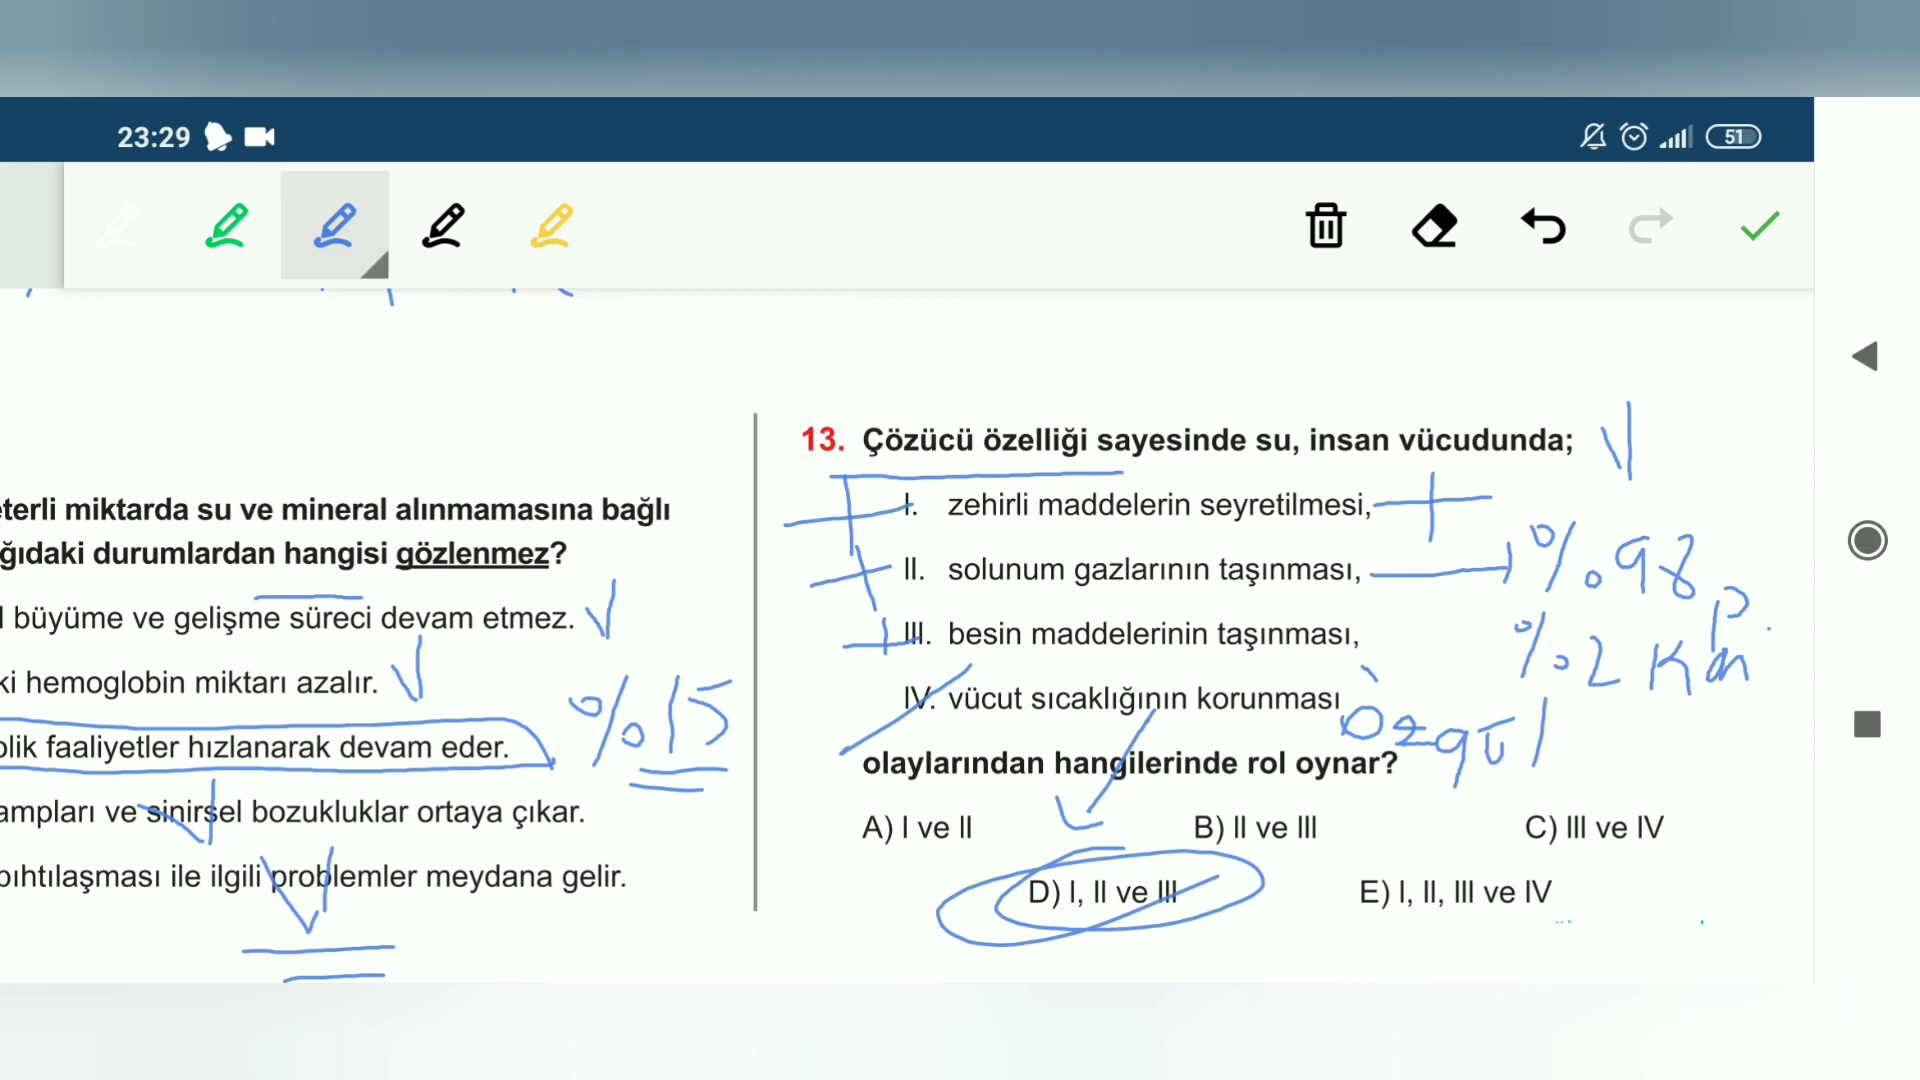 23:29
51
eterli miktarda su ve mineral alınmamasına bağlı
ğıdaki durumlardan hangisi gözlenmez?
l büyüme ve gelişme süreci devam etmez.
ki hemoglobin miktarı azalır.
olik faaliyetler hızlanarak devam eder.
ampları ve sinirsel bozukluklar ortaya çıkar.
pıhtılaşması ile ilgili problemler meydana gelir.
%15
13. Çözücü özelliği sayesinde su, insan vücudunda;
I. zehirli maddelerin seyretilmesi,
II. solunum gazlarının taşınması,
III. besin maddelerinin taşınması,
IV. vücut sıcaklığının korunması
%98 p.
%2 K
özgül
olaylarından hangilerinde rol oynar?
A) I ve II B) II ve III C) III ve IV
D) I, II ve III E) I, II, III ve IV